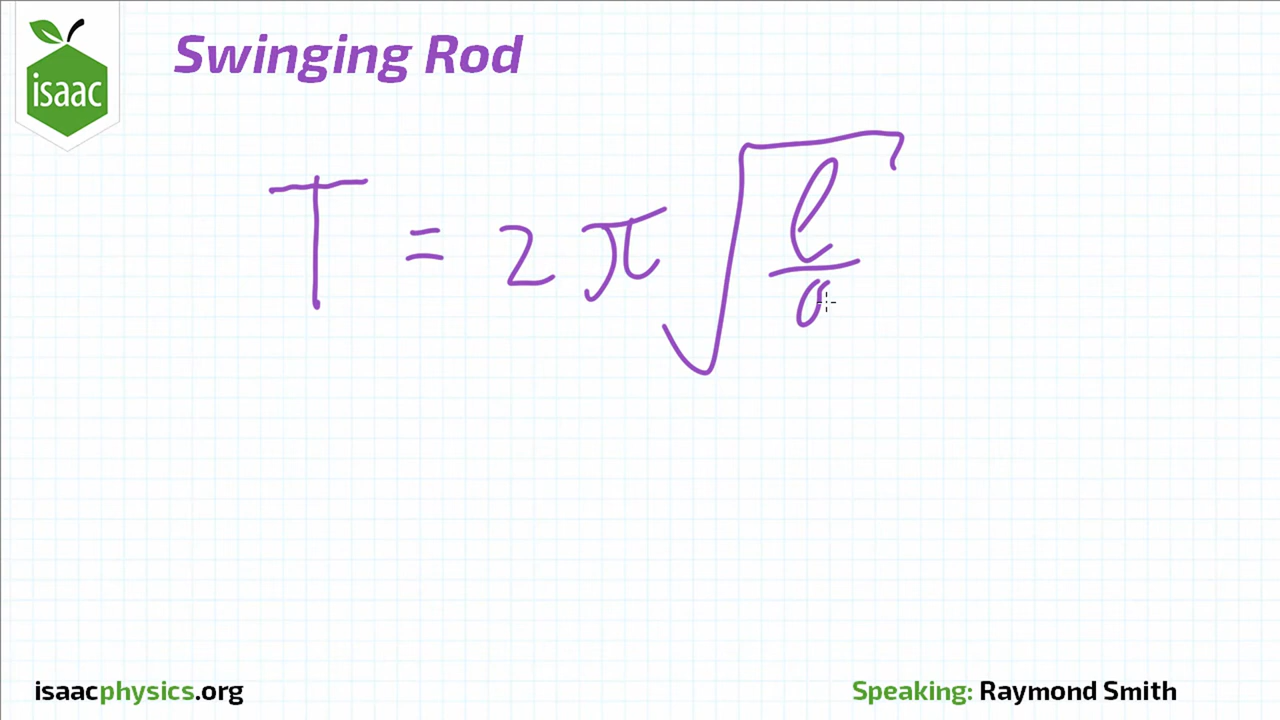 isaac
Swinging Rod
T = 2π√(l/
isaacphysics.org
Speaking: Raymond Smith